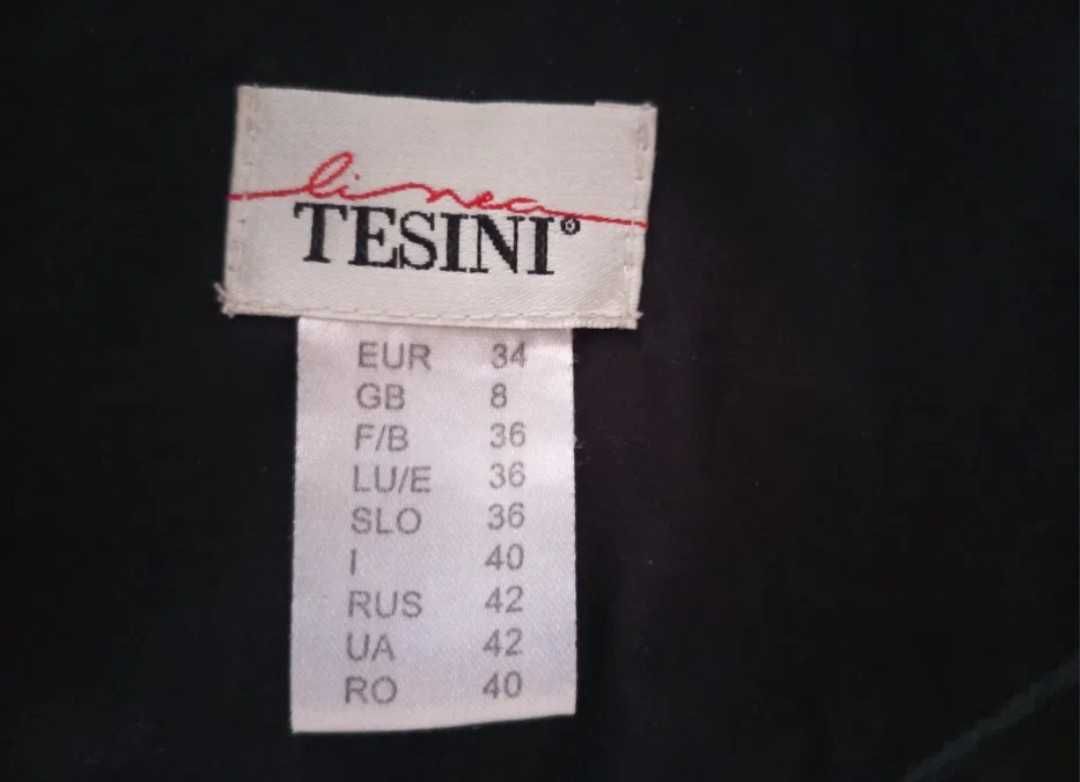 linea
TESINI®
EUR 34
GB 8
F/B 36
LU/E 36
SLO 36
I 40
RUS 42
UA 42
RO 40